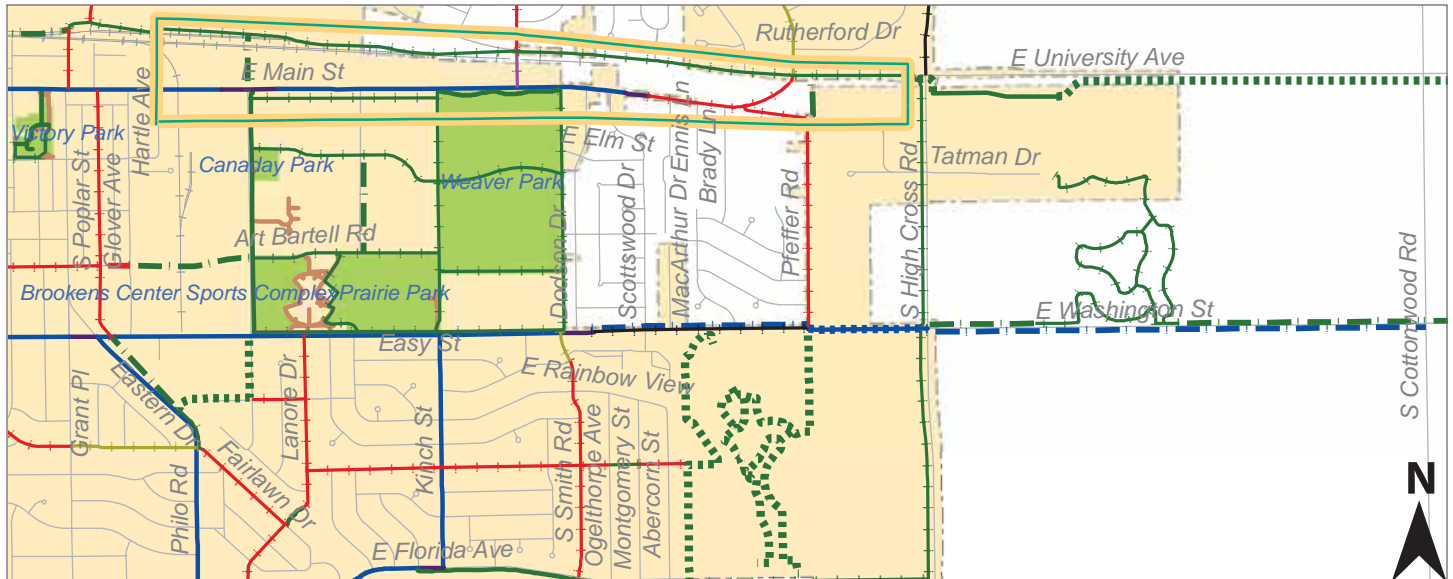 Rutherford Dr
E University Ave
E Main St
Hartle Ave
Victory Park
E Elm St
Canaday Park
Weaver Park
Tatman Dr
S Poplar St
Glover Ave
Art Bartell Rd
Dodson Dr
Scottswood Dr
MacArthur Dr
Ennis Ln
Brady Ln
Pfeffer Rd
S High Cross Rd
S Cottonwood Rd
Brookens Center Sports Complex
Prairie Park
E Washington St
Easy St
E Rainbow View
Grant Pl
Eastern Dr
Lanore Dr
Kinch St
Fairlawn Dr
Philo Rd
S Smith Rd
Ogelthorpe Ave
Montgomery St
Abercorn St
E Florida Ave
N